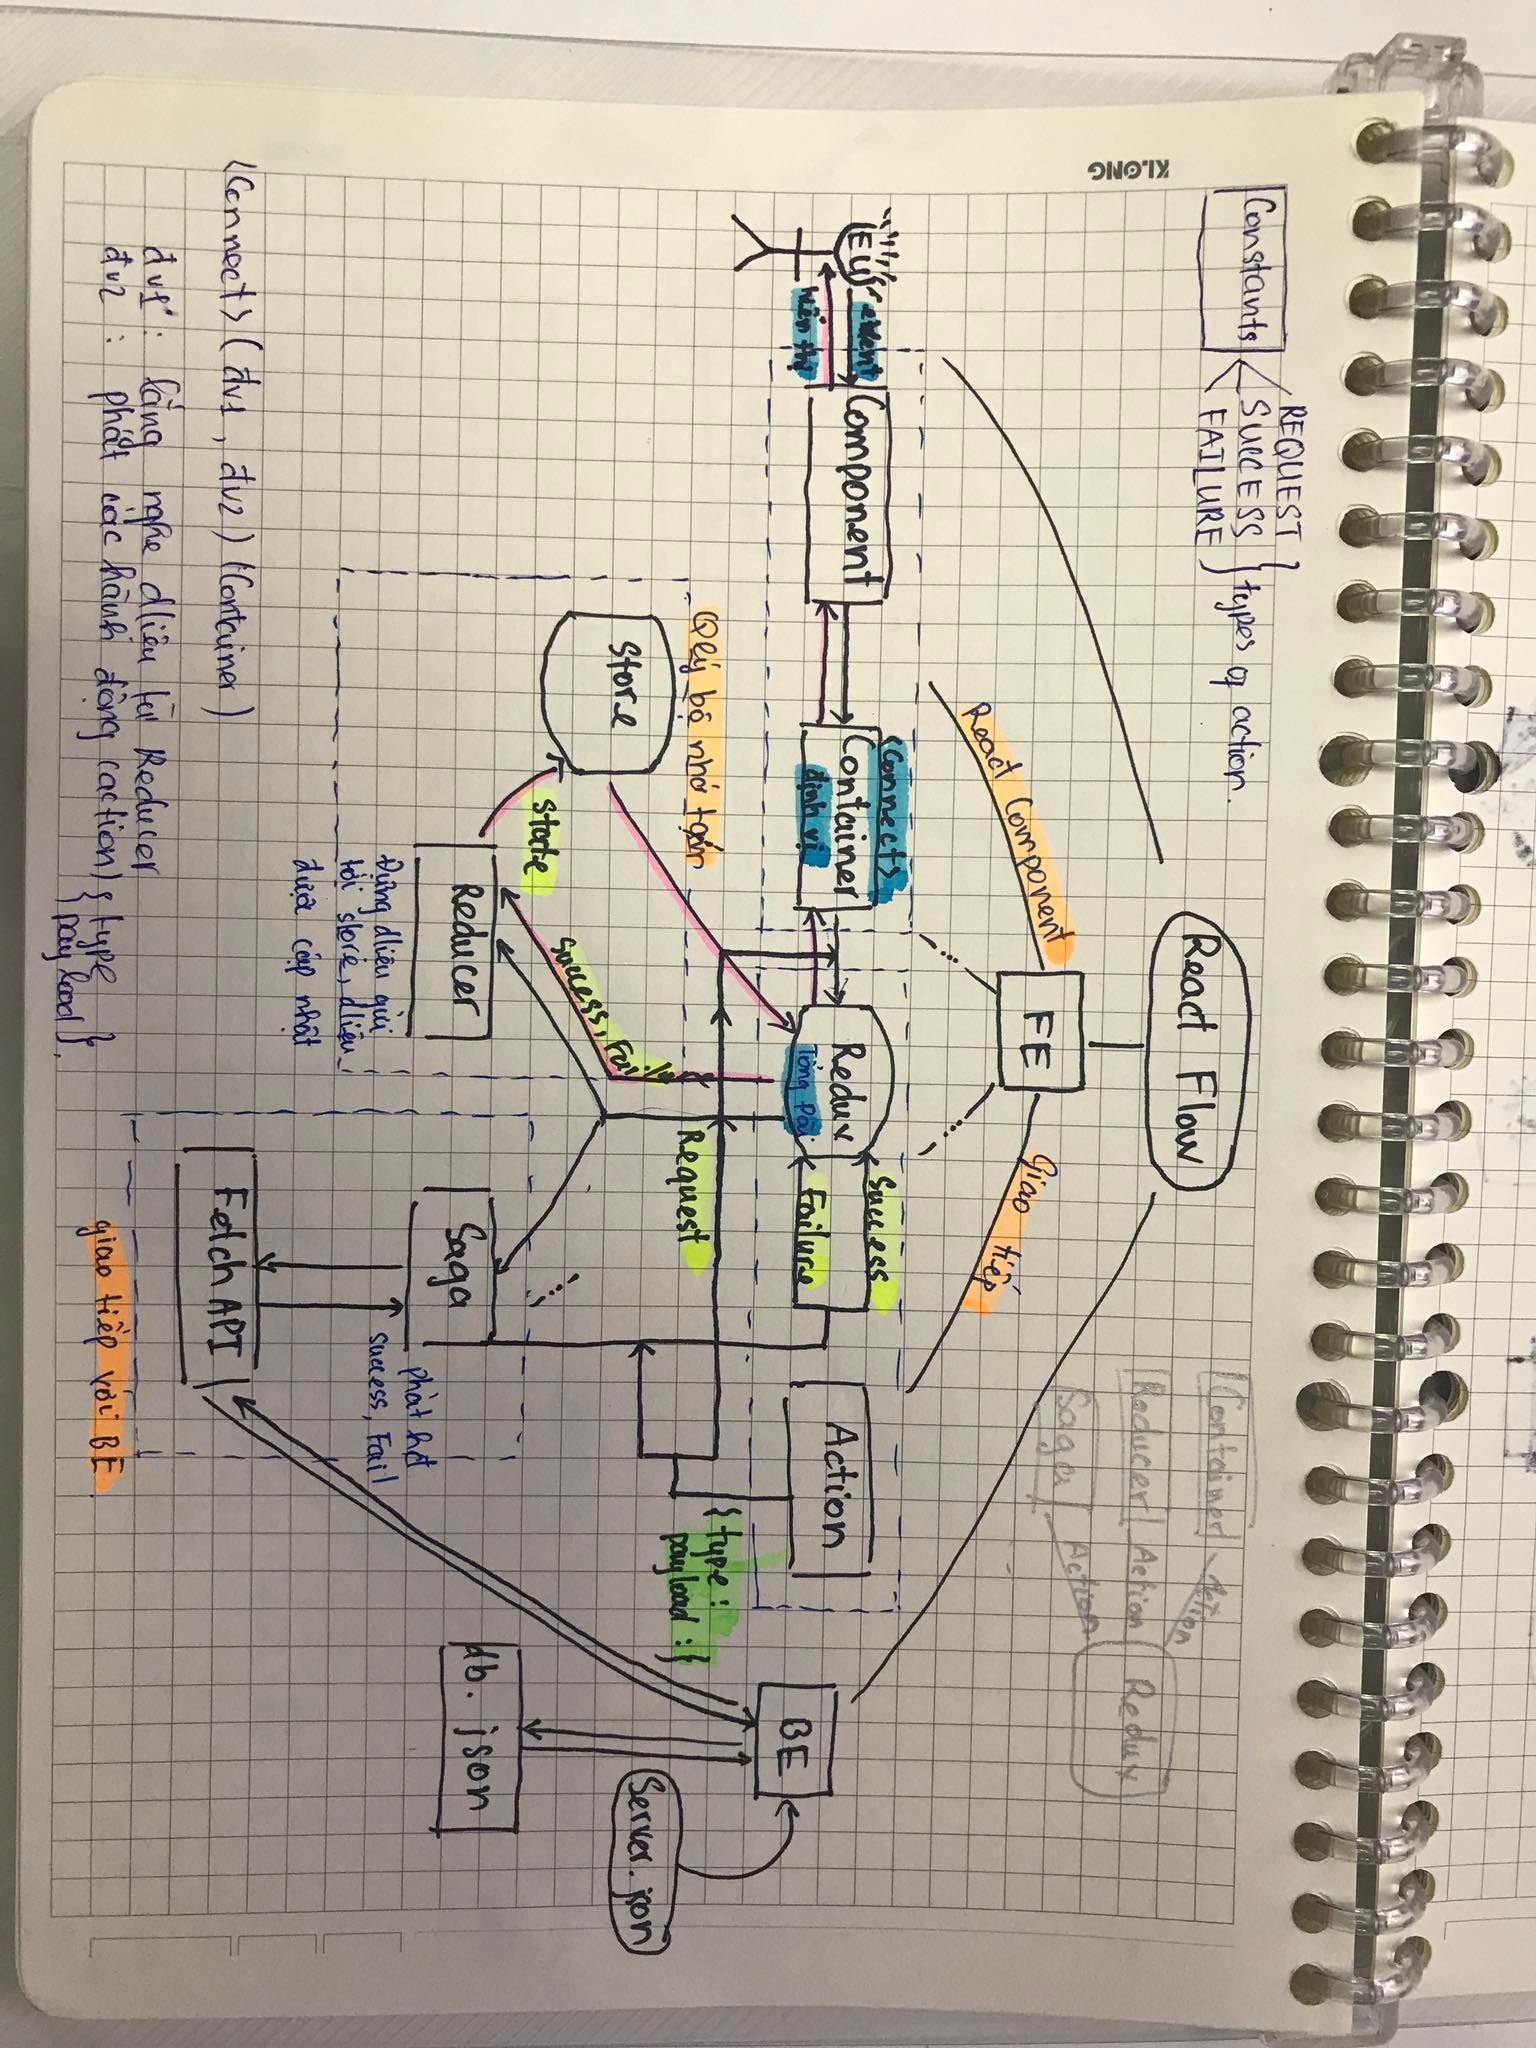 Constants
REQUEST
SUCCESS
FAILURE
types of action.
KLONG
React Flow
Container
Action
Reducer
Action
Redux
Saga
Action
FE
React Component
Giao tiếp
EU
event
hiển thị
Component
<Connect>
Container
định vị
Redux
Tổng Đài
Success
Failure
Action
BE
{type:
payload:}
Request
Server.json
Qlý bộ nhớ
Store
State
Success, Fail
Reducer
Saga
db.json
Đựng dliệu gửi
tới store, dliệu
được cập nhật
phát
success, Fail
Fetch API
giao tiếp với BE.
<Connect>(đv1, đv2)(Container)
đv1: lắng nghe dliệu từ Reducer
đv2: phát các hành động (action) {type
payload}.